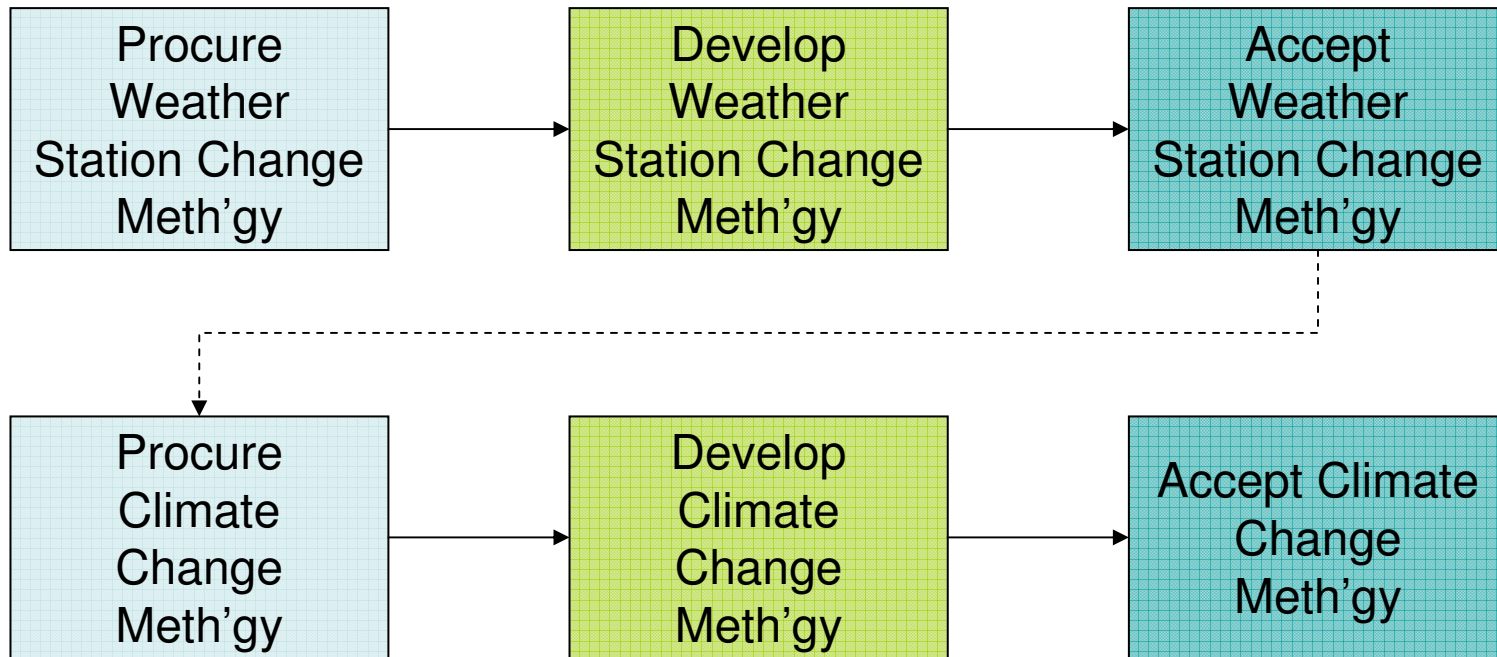 Procure
Weather
Station Change
Meth'gy
Develop
Weather
Station Change
Meth'gy
Accept
Weather
Station Change
Meth'gy
Procure
Climate
Change
Meth'gy
Develop
Climate
Change
Meth'gy
Accept Climate
Change
Meth'gy